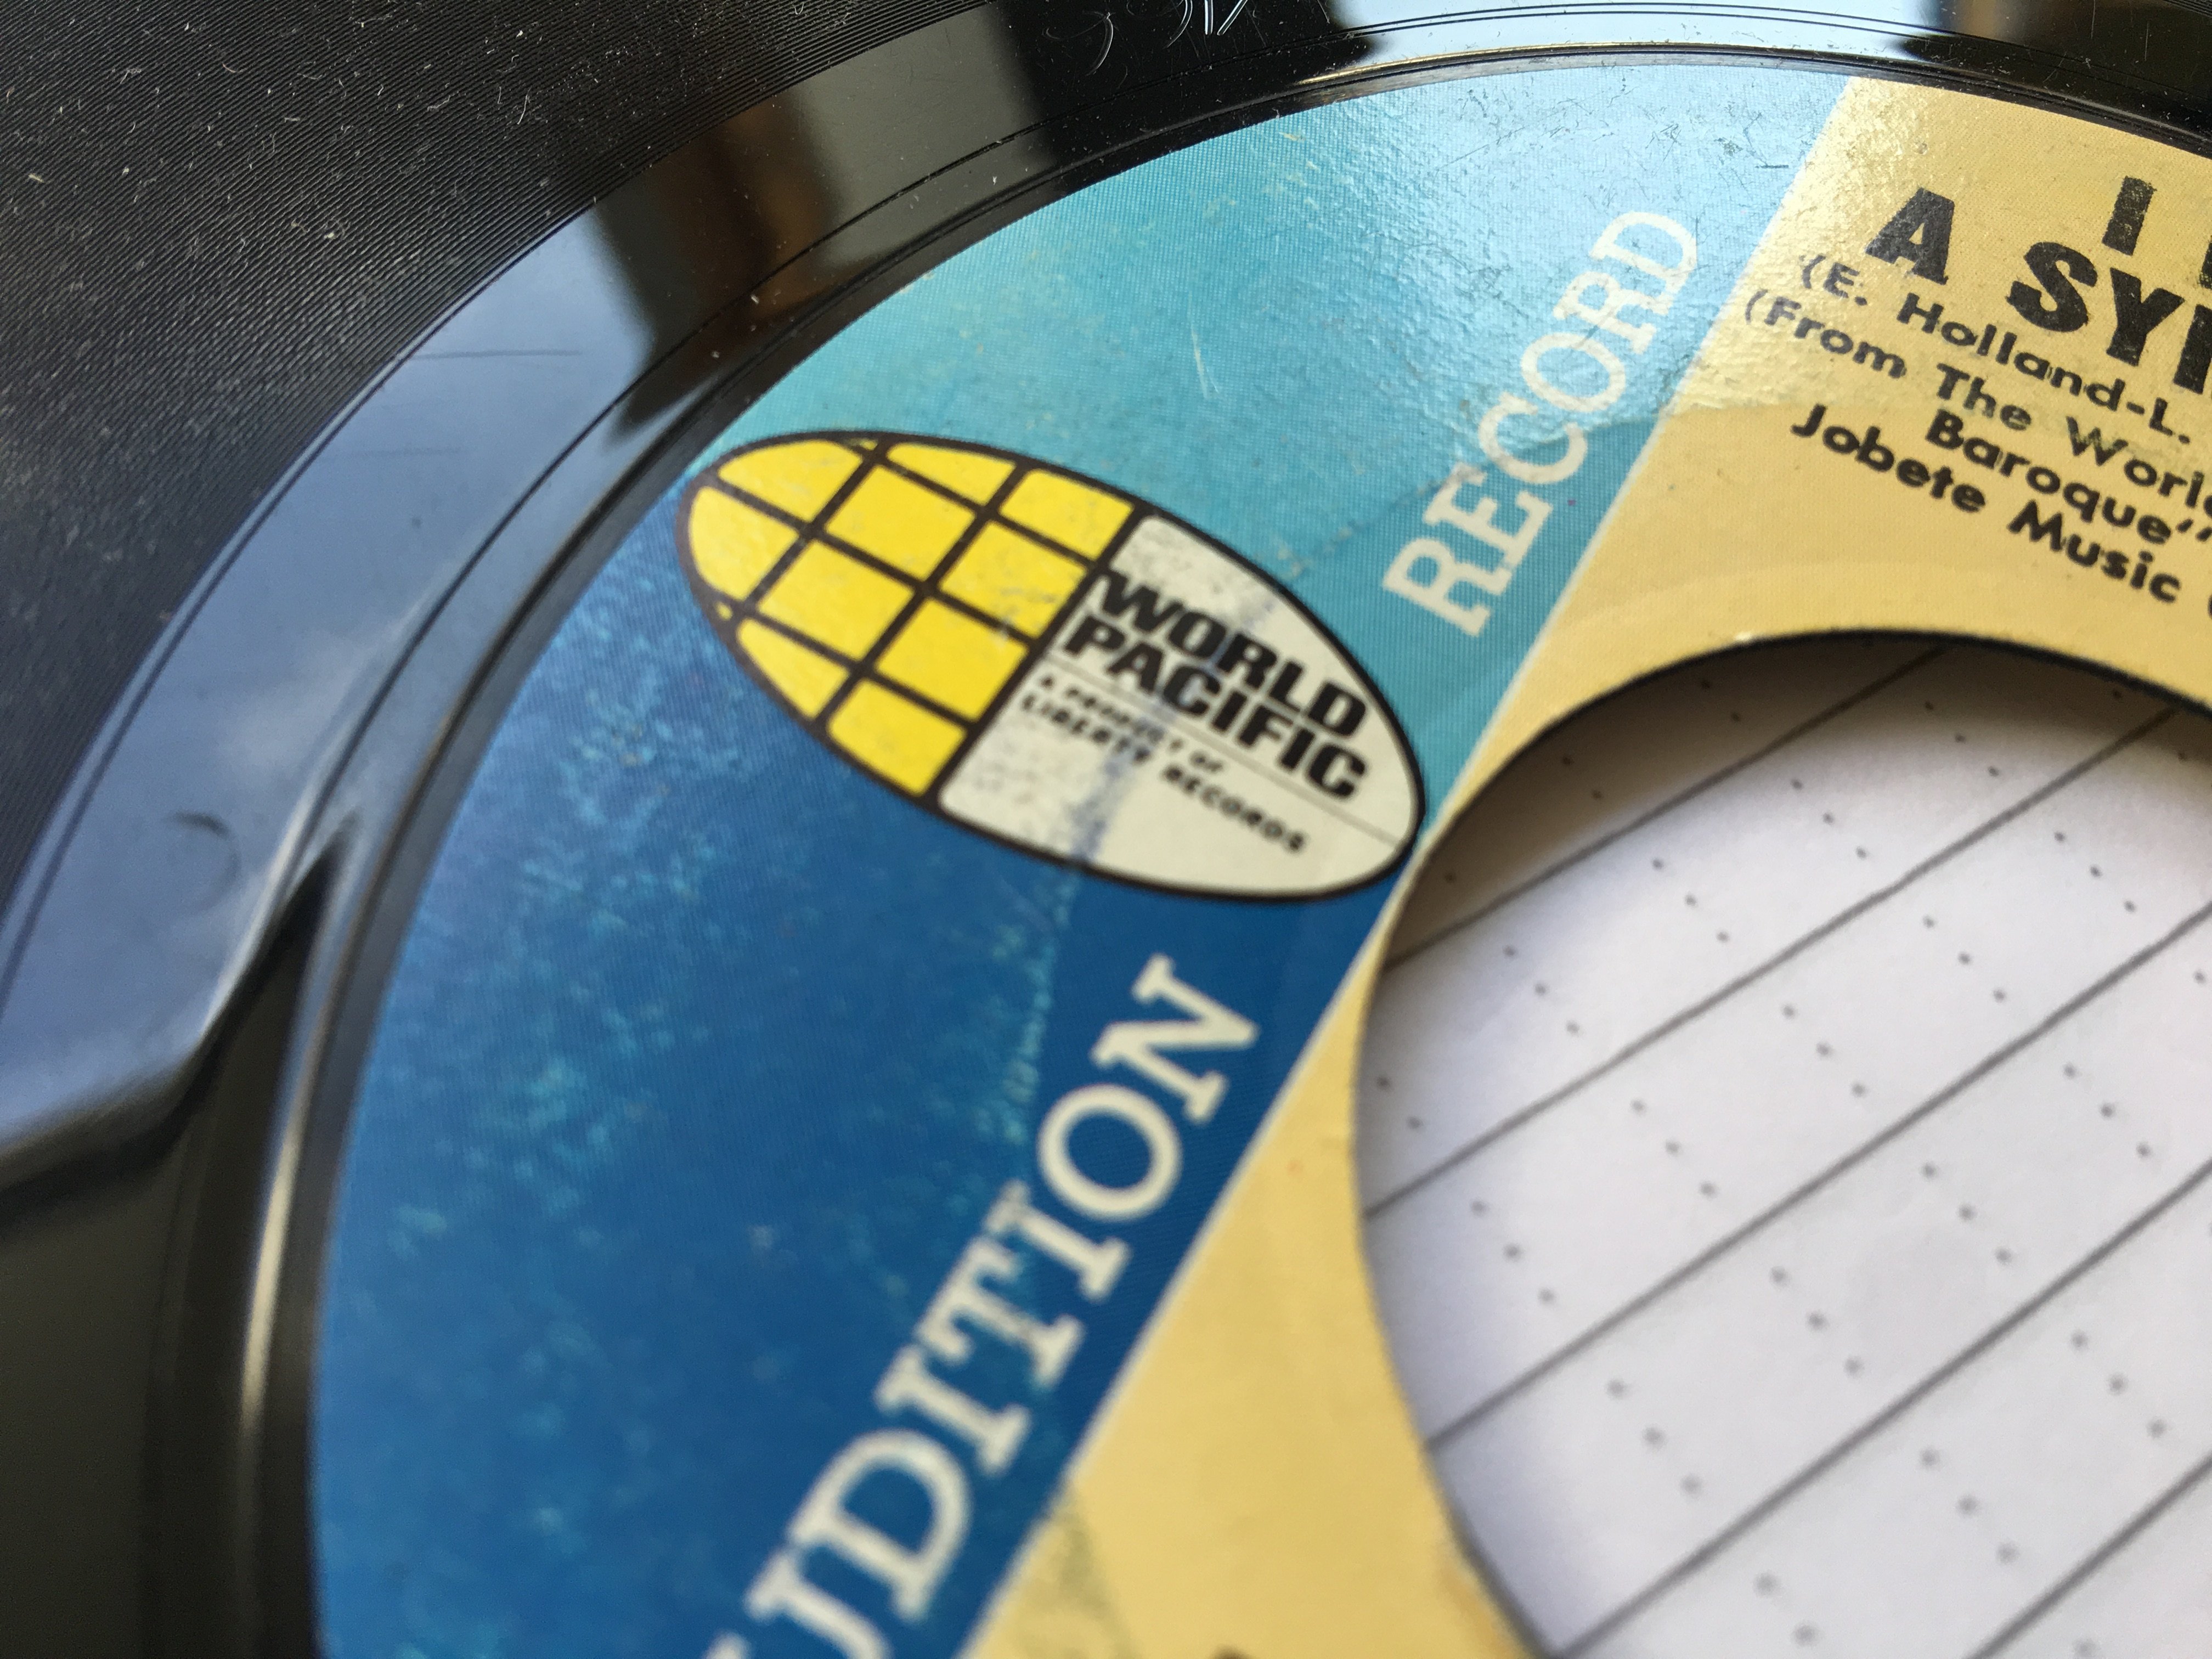 RECORD
I
A SY
(E. Holland-L.
(From The Worl
Baroque"
Jobete Music
WORLD
PACIFIC
A PRODUCT of
LIBERTY RECORDS
UDITION